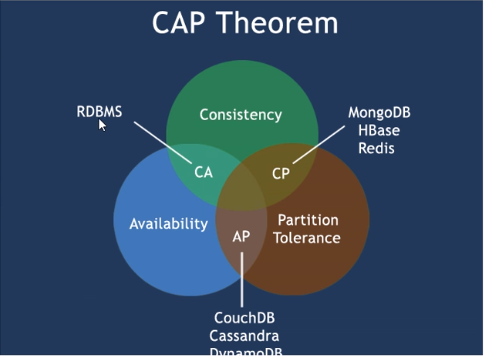 CAP Theorem
RDBMS
Consistency
MongoDB
HBase
Redis
CA
CP
Availability
Partition
Tolerance
AP
CouchDB
Cassandra
DynamoDB